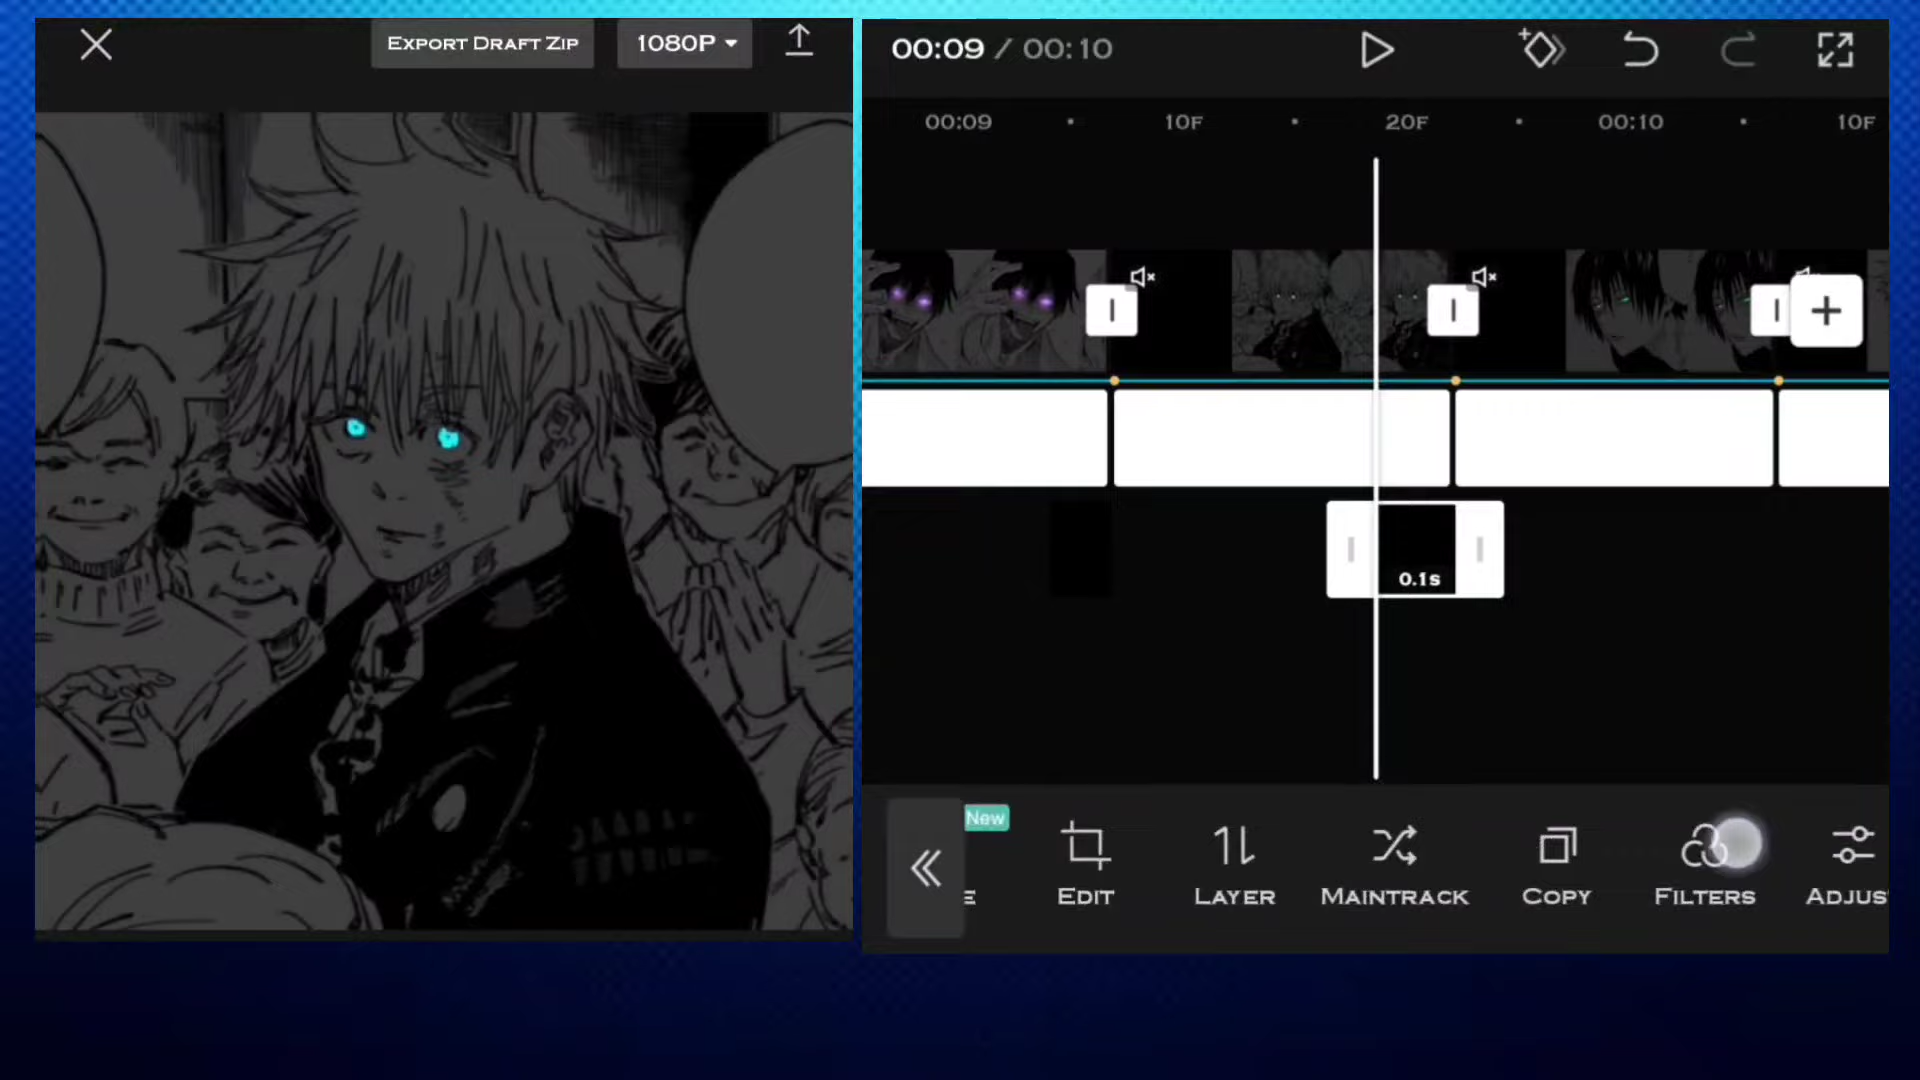 Export Draft Zip
1080P
00:09 / 00:10
00:09
10F
20F
00:10
10F
0.1s
New
E
Edit
Layer
Maintrack
Copy
Filters
Adjus